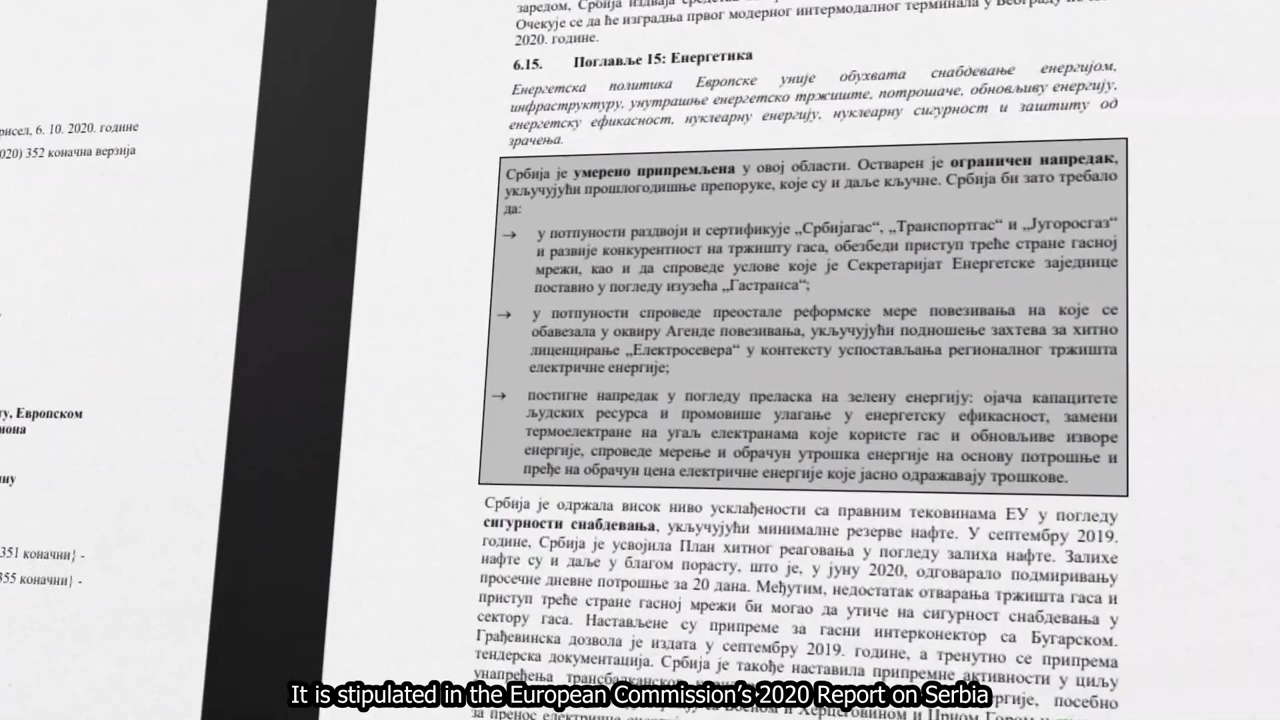 рисел, 6. 10. 2020. године
020) 352 коначна верзија
ту, Европском
иона
ину
351 коначни} -
355 коначни} -
заредом, Србија издваја
Очекује се да ће изградња првог модерног интермодалног терминала у Београду
2020. године.
6.15. Поглавље 15: Енергетика
Енергетска политика Европске уније обухвата снабдевање енергијом,
инфраструктуру, унутрашње енергетско тржиште, потрошаче, обновљиву енергију,
енергетску ефикасност, нуклеарну енергију, нуклеарну сигурност и заштиту од
зрачења.
Србија је умерено припремљена у овој области. Остварен је ограничен напредак,
укључујући прошлогодишње препоруке, које су и даље кључне. Србија би зато требало
да:
→ у потпуности раздвоји и сертификује „Србијагас“, „Транспортгас“ и „Југоросгаз“
и развије конкурентност на тржишту гаса, обезбеди приступ треће стране гасној
мрежи, као и да спроведе услове које је Секретаријат Енергетске заједнице
поставио у погледу изузећа „Гастранса“;
→ у потпуности спроведе преостале реформске мере повезивања на које се
обавезала у оквиру Агенде повезивања, укључујући подношење захтева за хитно
лиценцирање „Електросевера“ у контексту успостављања регионалног тржишта
електричне енергије;
→ постигне напредак у погледу преласка на зелену енергију: ојача капацитете
људских ресурса и промовише улагање у енергетску ефикасност, замени
термоелектране на угаљ електранама које користе гас и обновљиве изворе
енергије, спроведе мерење и обрачун утрошка енергије на основу потрошње и
пређе на обрачун цена електричне енергије које јасно одражавају трошкове.
Србија је одржала висок ниво усклађености са правним тековинама ЕУ у погледу
сигурности снабдевања, укључујући минималне резерве нафте. У септембру 2019.
године, Србија је усвојила План хитног реаговања у погледу залиха нафте. Залихе
нафте су и даље у благом порасту, што је, у јуну 2020, одговарало подмиривању
просечне дневне потрошње за 20 дана. Међутим, недостатак отварања тржишта гаса и
приступ треће стране гасној мрежи би могао да утиче на сигурност снабдевања у
сектору гаса. Настављене су припреме за гасни интерконектор са Бугарском.
Грађевинска дозвола је издата у септембру 2019. године, а тренутно се припрема
тендерска документација. Србија је такође наставила припремне активности у циљу
унапређења
посебно
It is stipulated in the European Commission’s 2020 Report on Serbia